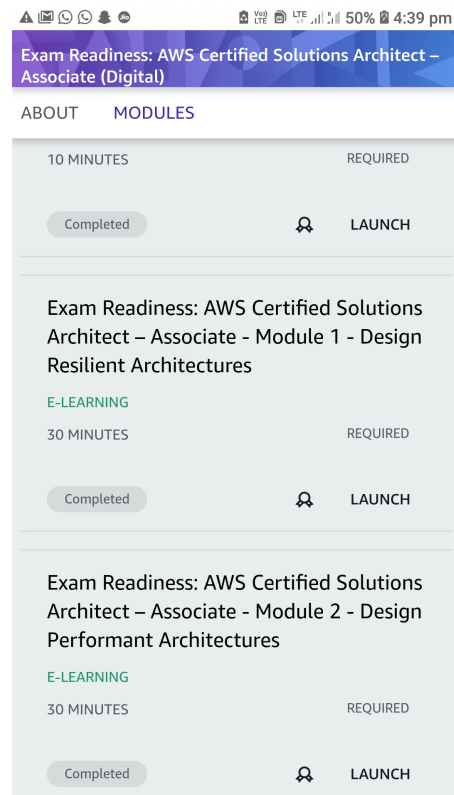 50% 4:39 pm
Exam Readiness: AWS Certified Solutions Architect –
Associate (Digital)
ABOUT MODULES
10 MINUTES REQUIRED
Completed LAUNCH
Exam Readiness: AWS Certified Solutions
Architect – Associate - Module 1 - Design
Resilient Architectures
E-LEARNING
30 MINUTES REQUIRED
Completed LAUNCH
Exam Readiness: AWS Certified Solutions
Architect – Associate - Module 2 - Design
Performant Architectures
E-LEARNING
30 MINUTES REQUIRED
Completed LAUNCH